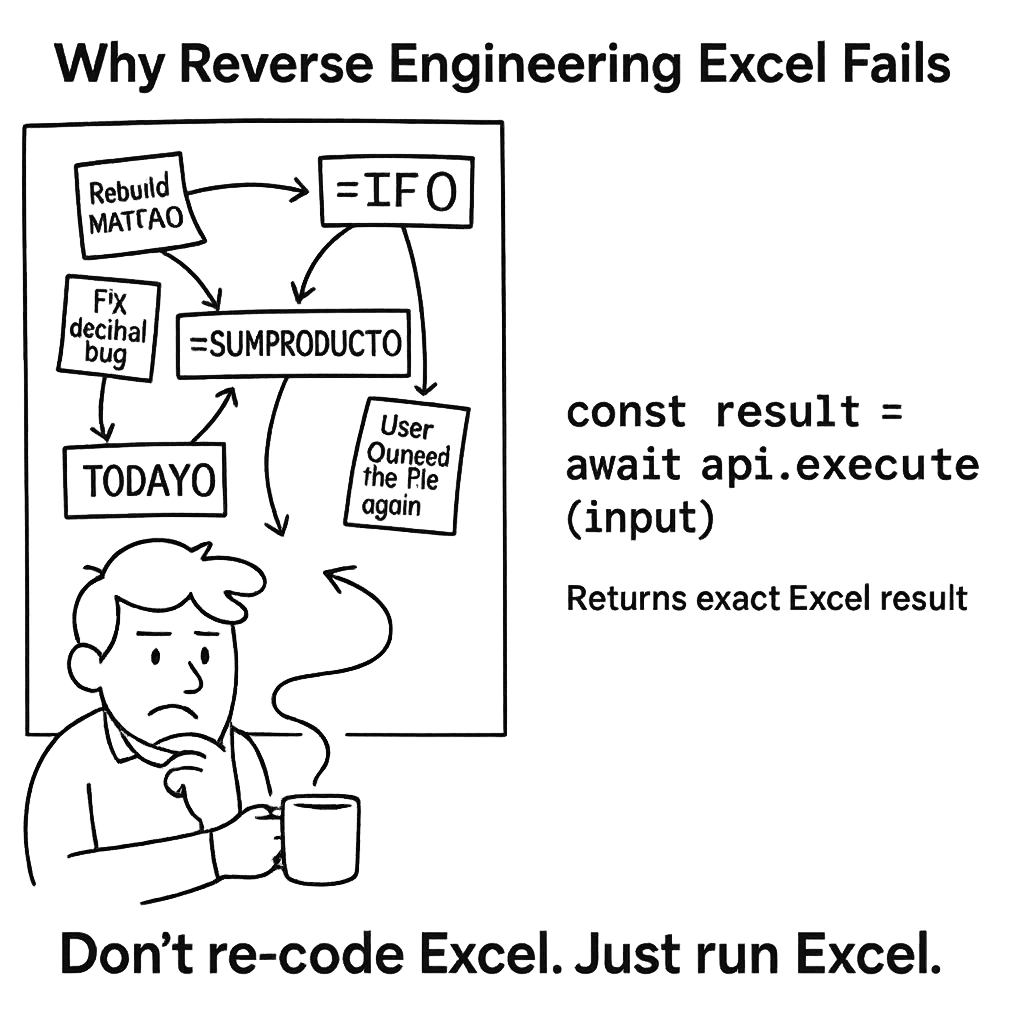 Why Reverse Engineering Excel Fails
Rebuild
MATTAO
=IFO
Fix
decihal
bug
=SUMPRODUCTO
TODAYO
User
Ouneed
the Ple
again
const result =
await api.execute
(input)
Returns exact Excel result
Don't re-code Excel. Just run Excel.